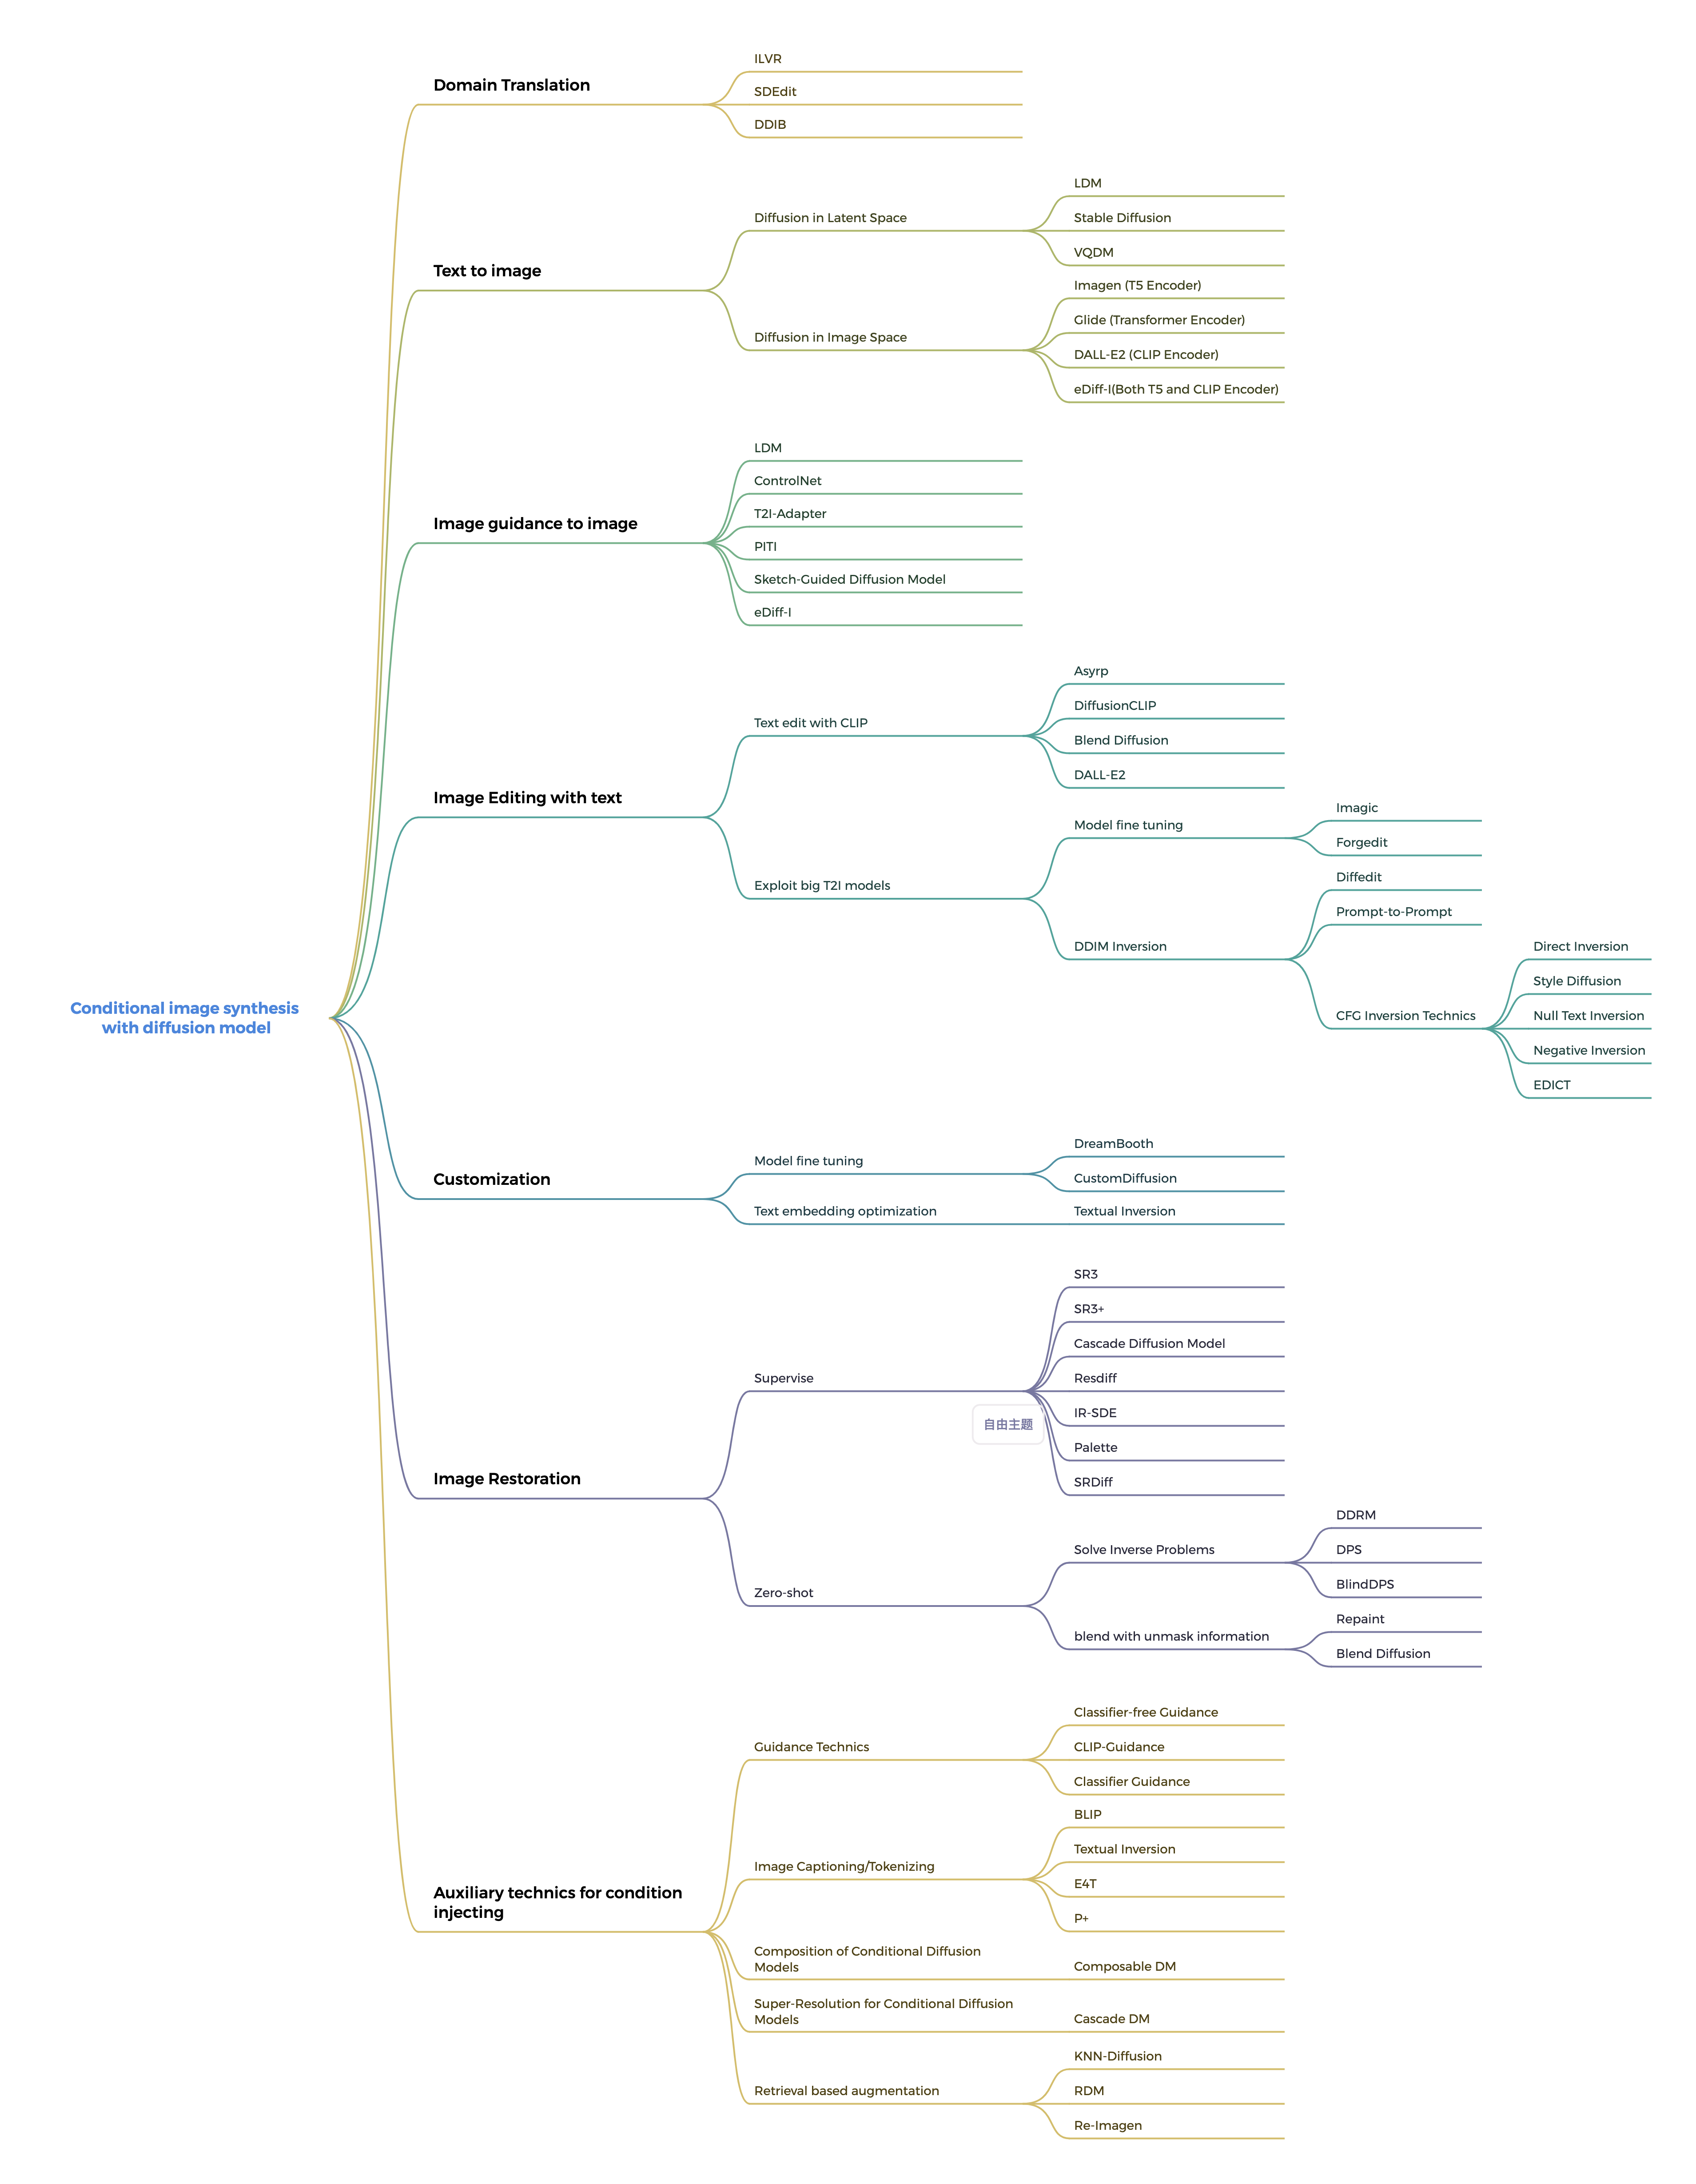 Conditional image synthesis
with diffusion model
Domain Translation
ILVR
SDEdit
DDIB
Text to image
Diffusion in Latent Space
LDM
Stable Diffusion
VQDM
Diffusion in Image Space
Imagen (T5 Encoder)
Glide (Transformer Encoder)
DALL-E2 (CLIP Encoder)
eDiff-I(Both T5 and CLIP Encoder)
Image guidance to image
LDM
ControlNet
T2I-Adapter
PITI
Sketch-Guided Diffusion Model
eDiff-I
Image Editing with text
Text edit with CLIP
Asyrp
DiffusionCLIP
Blend Diffusion
DALL-E2
Exploit big T2I models
Model fine tuning
Imagic
Forgedit
DDIM Inversion
Diffedit
Prompt-to-Prompt
CFG Inversion Technics
Direct Inversion
Style Diffusion
Null Text Inversion
Negative Inversion
EDICT
Customization
Model fine tuning
DreamBooth
CustomDiffusion
Text embedding optimization
Textual Inversion
Image Restoration
Supervise
SR3
SR3+
Cascade Diffusion Model
Resdiff
IR-SDE
Palette
SRDiff
自由主题
Zero-shot
Solve Inverse Problems
DDRM
DPS
BlindDPS
blend with unmask information
Repaint
Blend Diffusion
Auxiliary technics for condition
injecting
Guidance Technics
Classifier-free Guidance
CLIP-Guidance
Classifier Guidance
Image Captioning/Tokenizing
BLIP
Textual Inversion
E4T
P+
Composition of Conditional Diffusion
Models
Composable DM
Super-Resolution for Conditional Diffusion
Models
Cascade DM
Retrieval based augmentation
KNN-Diffusion
RDM
Re-Imagen